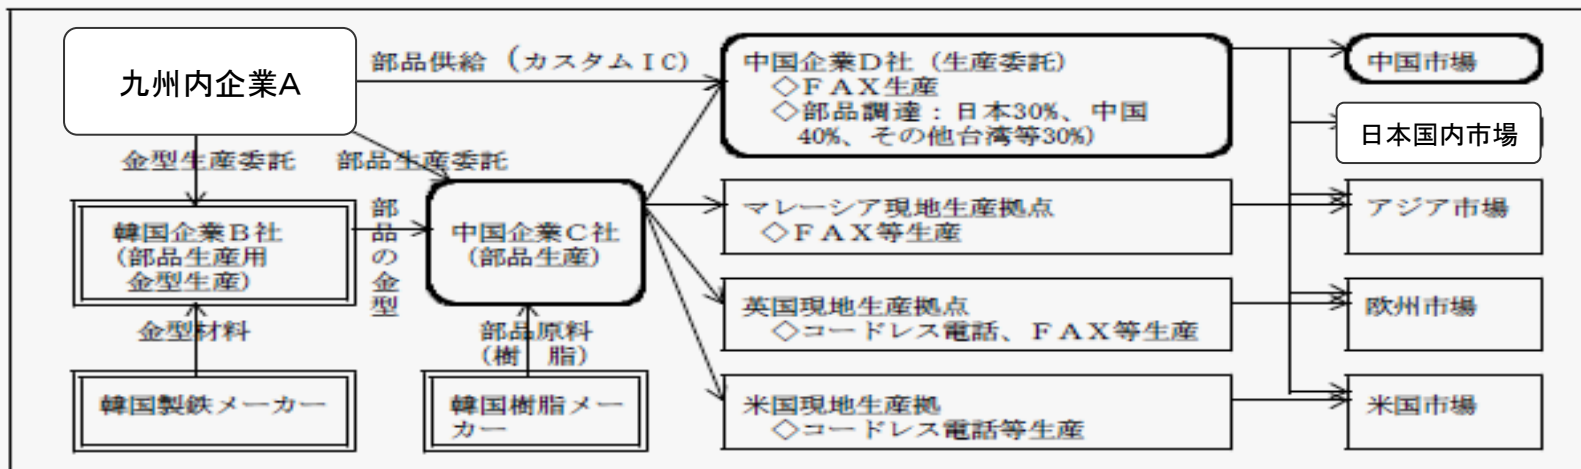 九州内企業A
部品供給（カスタムIC）
中国企業D社（生産委託）
◇FAX生産
◇部品調達：日本30%、中国
40%、その他台湾等30%）
中国市場
日本国内市場
金型生産委託
部品生産委託
韓国企業B社
（部品生産用
金型生産）
部品の金型
中国企業C社
（部品生産）
マレーシア現地生産拠点
◇FAX等生産
アジア市場
英国現地生産拠点
◇コードレス電話、FAX等生産
欧州市場
金型材料
部品原料
（樹　脂）
韓国製鉄メーカー
韓国樹脂メー
カー
米国現地生産拠
◇コードレス電話等生産
米国市場